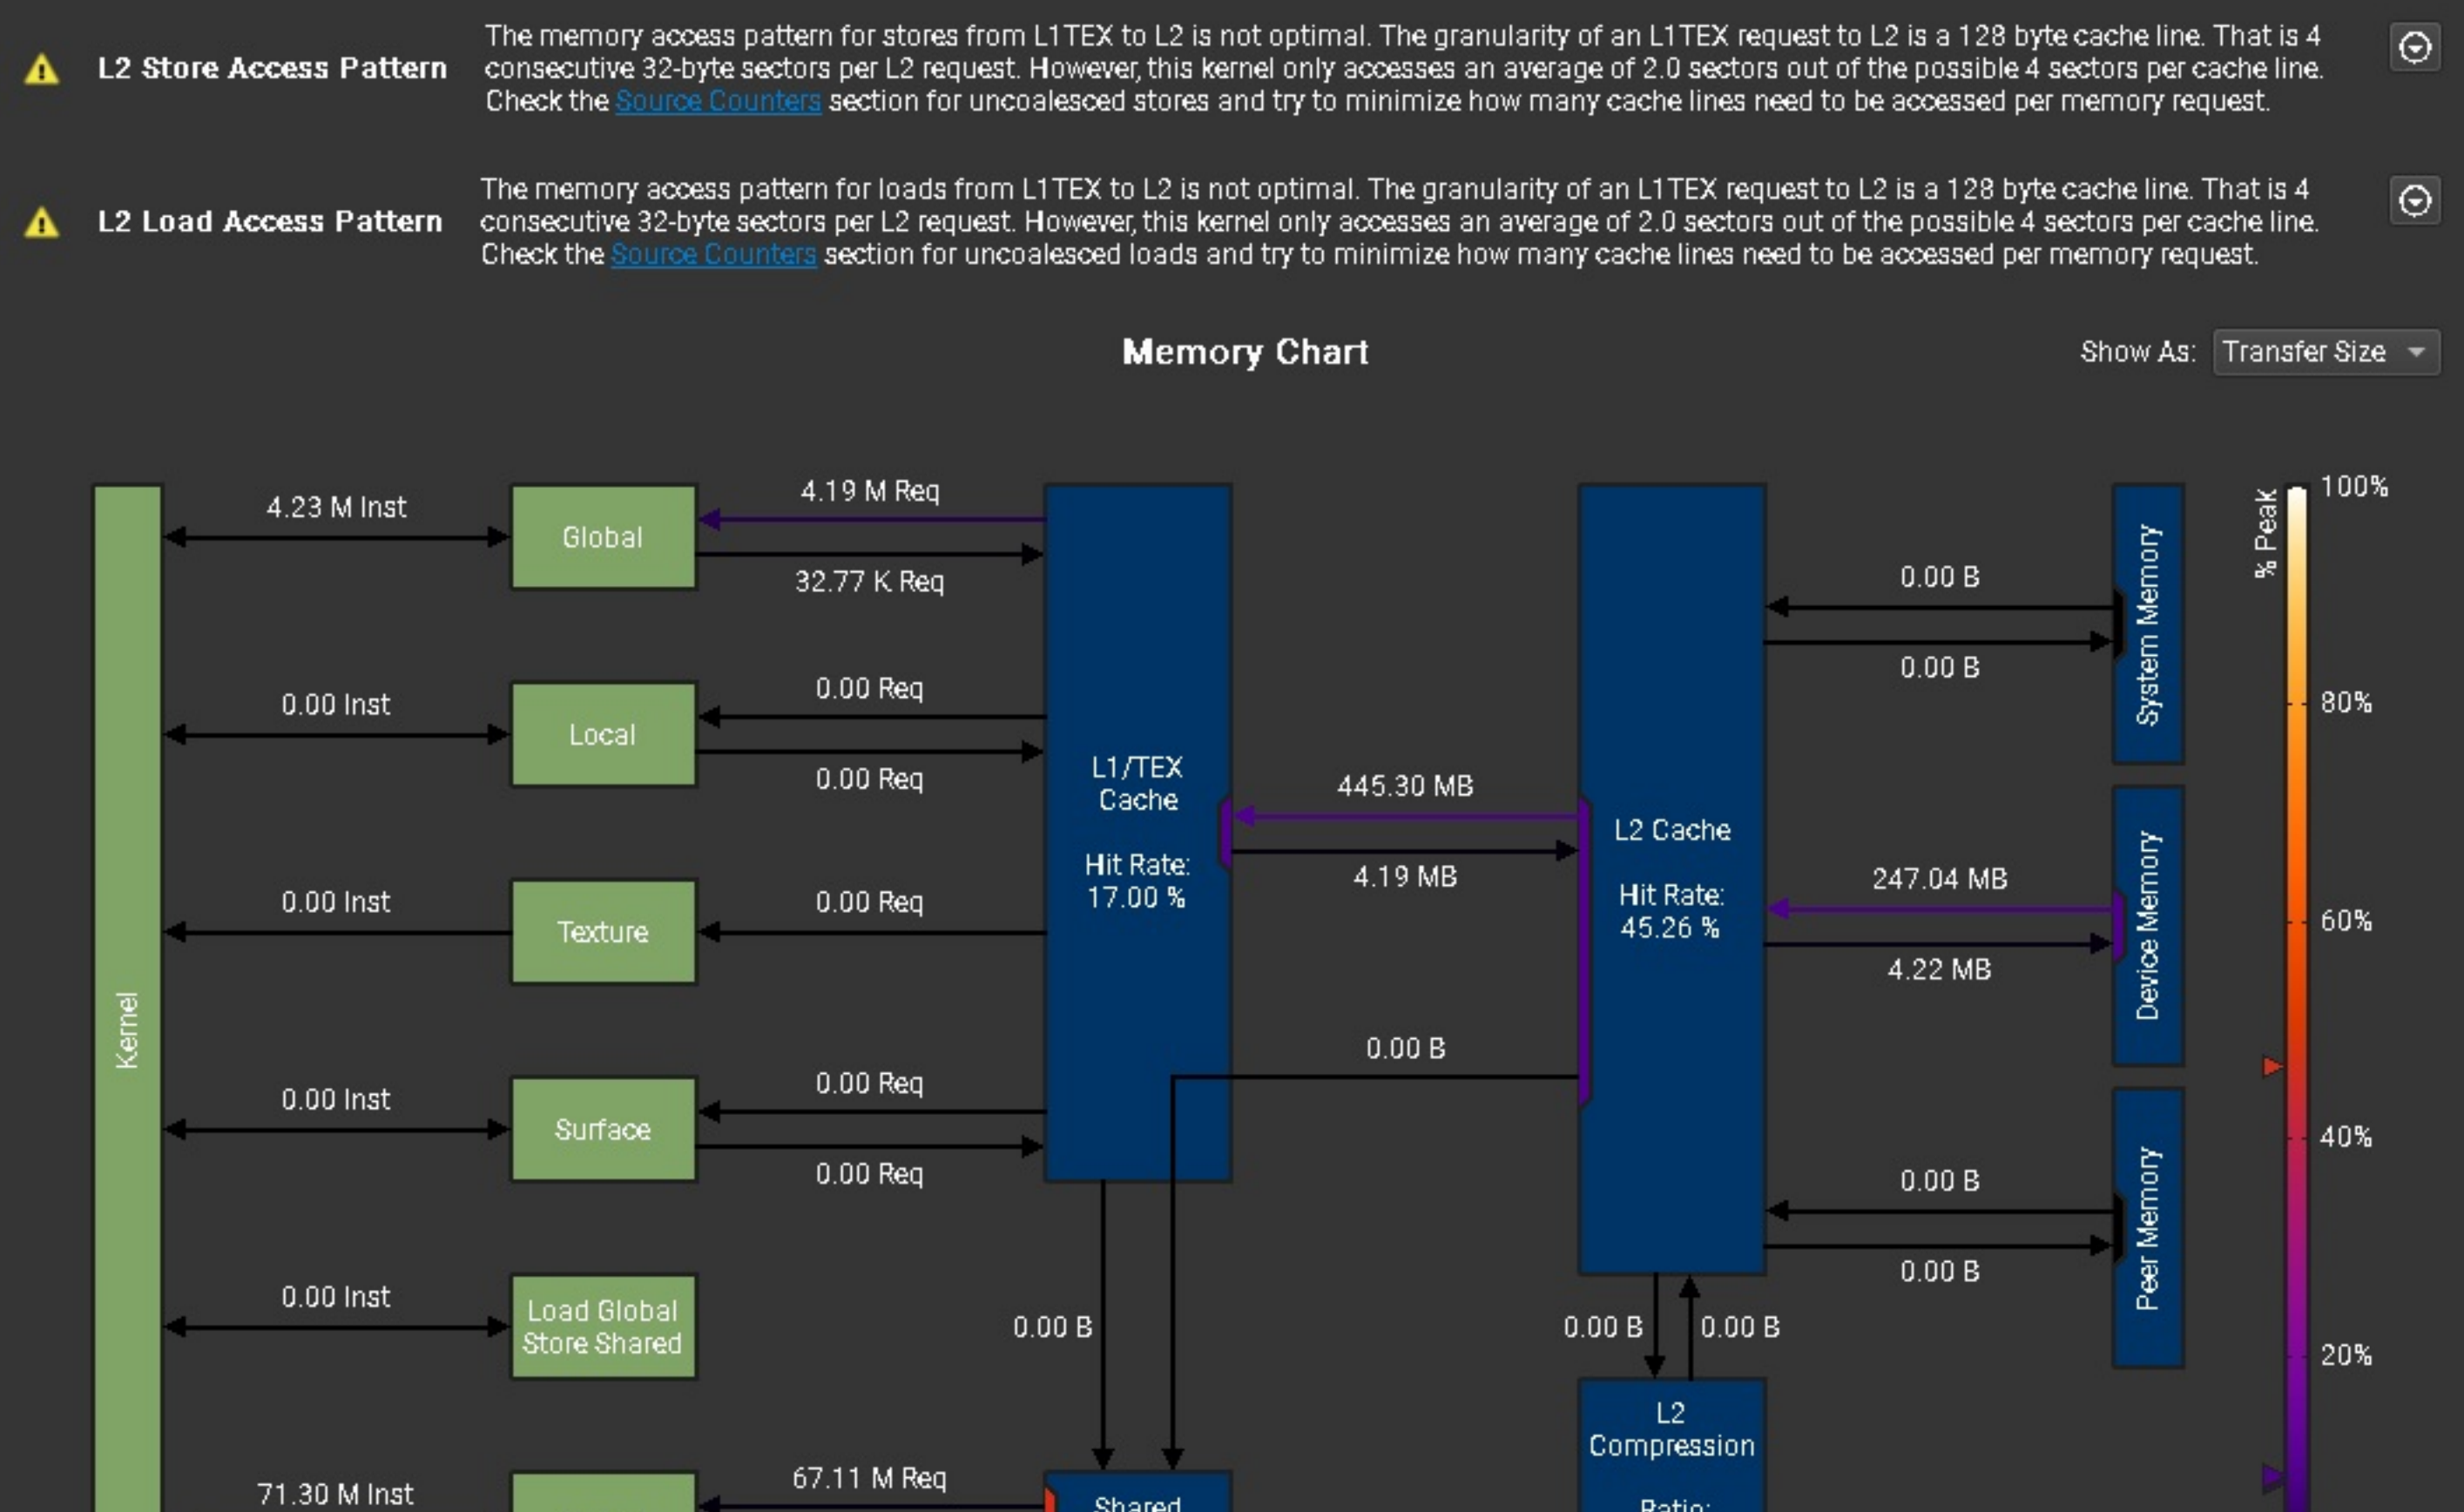 L2 Store Access Pattern
The memory access pattern for stores from L1TEX to L2 is not optimal. The granularity of an L1TEX request to L2 is a 128 byte cache line. That is 4
consecutive 32-byte sectors per L2 request. However, this kernel only accesses an average of 2.0 sectors out of the possible 4 sectors per cache line.
Check the Source Counters section for uncoalesced stores and try to minimize how many cache lines need to be accessed per memory request.
L2 Load Access Pattern
The memory access pattern for loads from L1TEX to L2 is not optimal. The granularity of an L1TEX request to L2 is a 128 byte cache line. That is 4
consecutive 32-byte sectors per L2 request. However, this kernel only accesses an average of 2.0 sectors out of the possible 4 sectors per cache line.
Check the Source Counters section for uncoalesced loads and try to minimize how many cache lines need to be accessed per memory request.
Memory Chart
Show As: Transfer Size
Kernel
4.23 M Inst
Global
4.19 M Req
32.77 K Req
0.00 Inst
Local
0.00 Req
0.00 Req
0.00 Inst
Texture
0.00 Req
0.00 Inst
Surface
0.00 Req
0.00 Req
0.00 Inst
Load Global
Store Shared
71.30 M Inst
67.11 M Req
L1/TEX
Cache
Hit Rate:
17.00 %
0.00 B
Shared
445.30 MB
4.19 MB
0.00 B
L2 Cache
Hit Rate:
45.26 %
0.00 B
0.00 B
L2
Compression
Ratio:
0.00 B
0.00 B
System Memory
247.04 MB
4.22 MB
Device Memory
0.00 B
0.00 B
Peer Memory
% Peak
100%
80%
60%
40%
20%